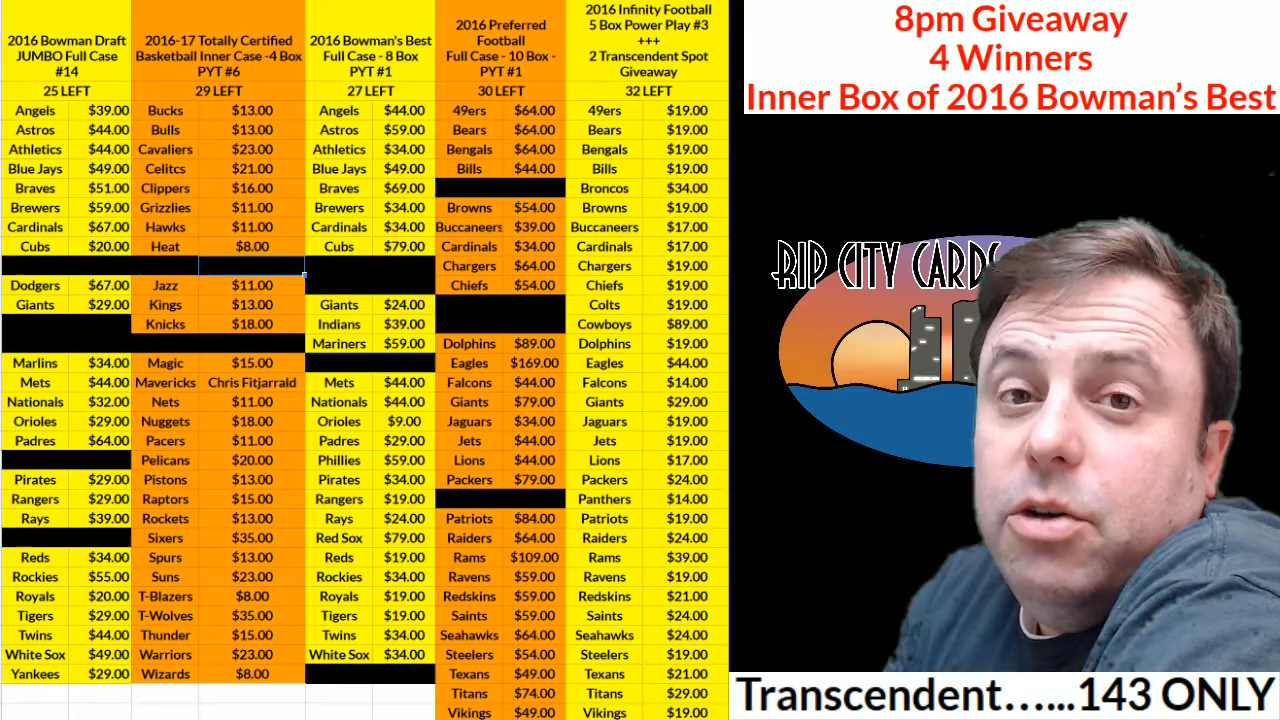 2016 Bowman Draft
JUMBO Full Case
#14
25 LEFT
Angels $39.00
Astros $44.00
Athletics $44.00
Blue Jays $49.00
Braves $51.00
Brewers $59.00
Cardinals $67.00
Cubs $20.00
Dodgers $67.00
Giants $29.00
Marlins $34.00
Mets $44.00
Nationals $32.00
Orioles $29.00
Padres $64.00
Pirates $29.00
Rangers $29.00
Rays $39.00
Reds $34.00
Rockies $55.00
Royals $20.00
Tigers $29.00
Twins $44.00
White Sox $49.00
Yankees $29.00
2016-17 Totally Certified
Basketball Inner Case -4 Box
PYT #6
29 LEFT
Bucks $13.00
Bulls $13.00
Cavaliers $23.00
Celitcs $21.00
Clippers $16.00
Grizzlies $11.00
Hawks $11.00
Heat $8.00
Jazz $11.00
Kings $13.00
Knicks $18.00
Magic $15.00
Mavericks Chris Fitjarrald
Nets $11.00
Nuggets $18.00
Pacers $11.00
Pelicans $20.00
Pistons $13.00
Raptors $15.00
Rockets $13.00
Sixers $35.00
Spurs $13.00
Suns $23.00
T-Blazers $8.00
T-Wolves $35.00
Thunder $15.00
Warriors $23.00
Wizards $8.00
2016 Bowman's Best
Full Case - 8 Box
PYT #1
27 LEFT
Angels $44.00
Astros $59.00
Athletics $34.00
Blue Jays $49.00
Braves $69.00
Brewers $34.00
Cardinals $34.00
Cubs $79.00
Giants $24.00
Indians $39.00
Mariners $59.00
Mets $44.00
Nationals $44.00
Orioles $9.00
Padres $29.00
Phillies $59.00
Pirates $34.00
Rangers $19.00
Rays $24.00
Red Sox $79.00
Reds $19.00
Rockies $34.00
Royals $19.00
Tigers $19.00
Twins $34.00
White Sox $34.00
2016 Preferred
Football
Full Case - 10 Box -
PYT #1
30 LEFT
49ers $64.00
Bears $64.00
Bengals $64.00
Bills $44.00
Browns $54.00
Buccaneers $39.00
Cardinals $34.00
Chargers $64.00
Chiefs $54.00
Dolphins $89.00
Eagles $169.00
Falcons $44.00
Giants $79.00
Jaguars $34.00
Jets $44.00
Lions $44.00
Packers $79.00
Patriots $84.00
Raiders $64.00
Rams $109.00
Ravens $59.00
Redskins $59.00
Saints $59.00
Seahawks $64.00
Steelers $54.00
Texans $49.00
Titans $74.00
Vikings $49.00
2016 Infinity Football
5 Box Power Play #3
+++
2 Transcendent Spot
Giveaway
32 LEFT
49ers $19.00
Bears $19.00
Bengals $19.00
Bills $19.00
Broncos $34.00
Browns $19.00
Buccaneers $17.00
Cardinals $17.00
Chargers $19.00
Chiefs $19.00
Colts $19.00
Cowboys $89.00
Dolphins $19.00
Eagles $44.00
Falcons $14.00
Giants $29.00
Jaguars $19.00
Jets $19.00
Lions $17.00
Packers $24.00
Panthers $14.00
Patriots $19.00
Raiders $24.00
Rams $39.00
Ravens $19.00
Redskins $21.00
Saints $24.00
Seahawks $24.00
Steelers $19.00
Texans $21.00
Titans $29.00
Vikings $19.00
8pm Giveaway
4 Winners
Inner Box of 2016 Bowman's Best
RIP CITY CARDS
Transcendent…...143 ONLY